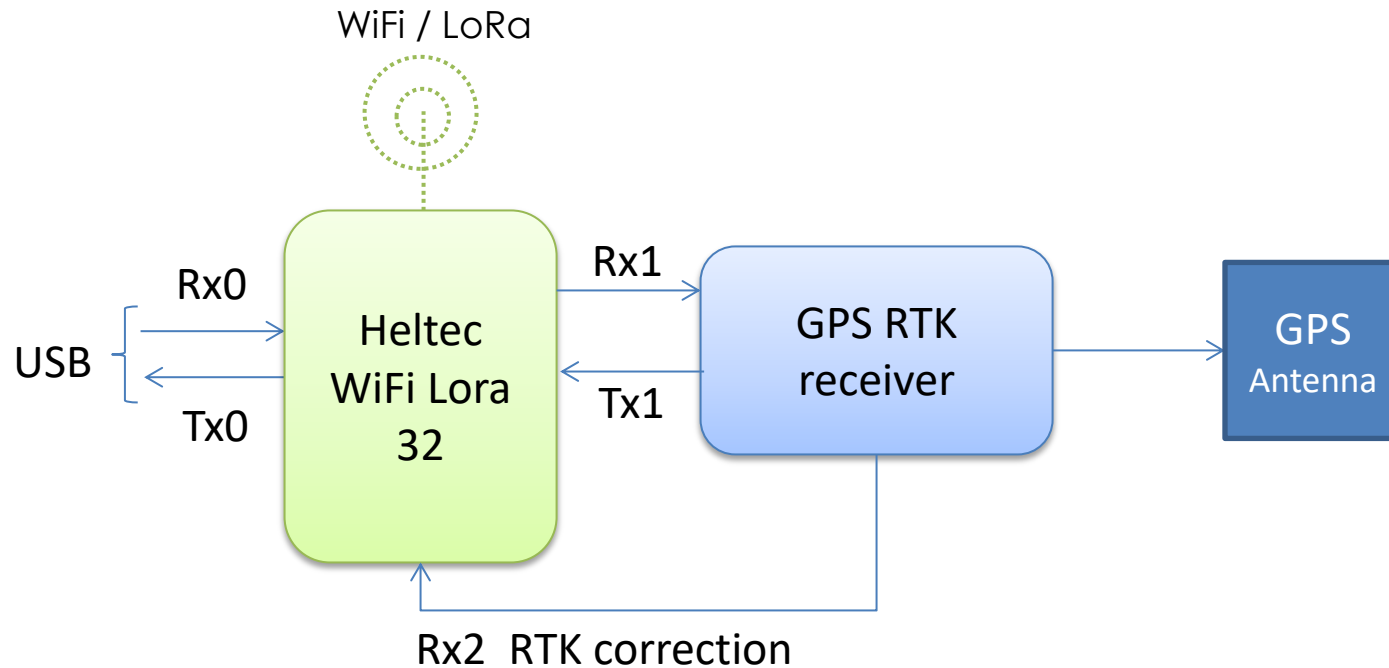 WiFi / LoRa
Rx0
USB
Tx0
Heltec
WiFi Lora
32
Rx1
Tx1
GPS RTK
receiver
GPS
Antenna
Rx2 RTK correction